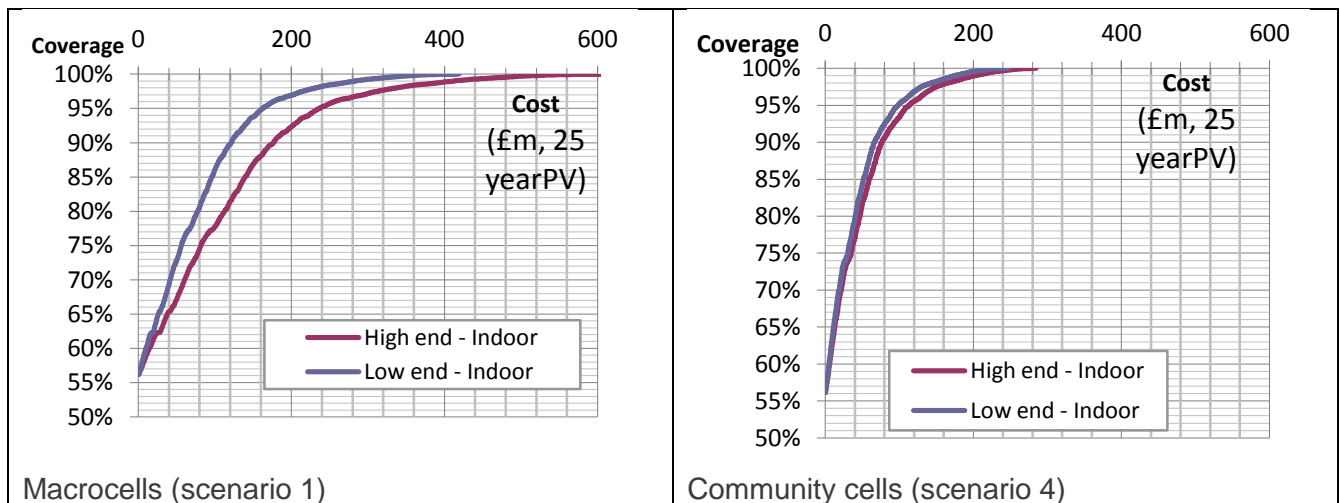 0 200 400 600
Coverage
100%
95%
90%
85%
80%
75%
70%
65%
60%
55%
50%
Cost
(£m, 25
yearPV)
High end - Indoor
Low end - Indoor
Macrocells (scenario 1)
0 200 400 600
Coverage
100%
95%
90%
85%
80%
75%
70%
65%
60%
55%
50%
Cost
(£m, 25
yearPV)
High end - Indoor
Low end - Indoor
Community cells (scenario 4)